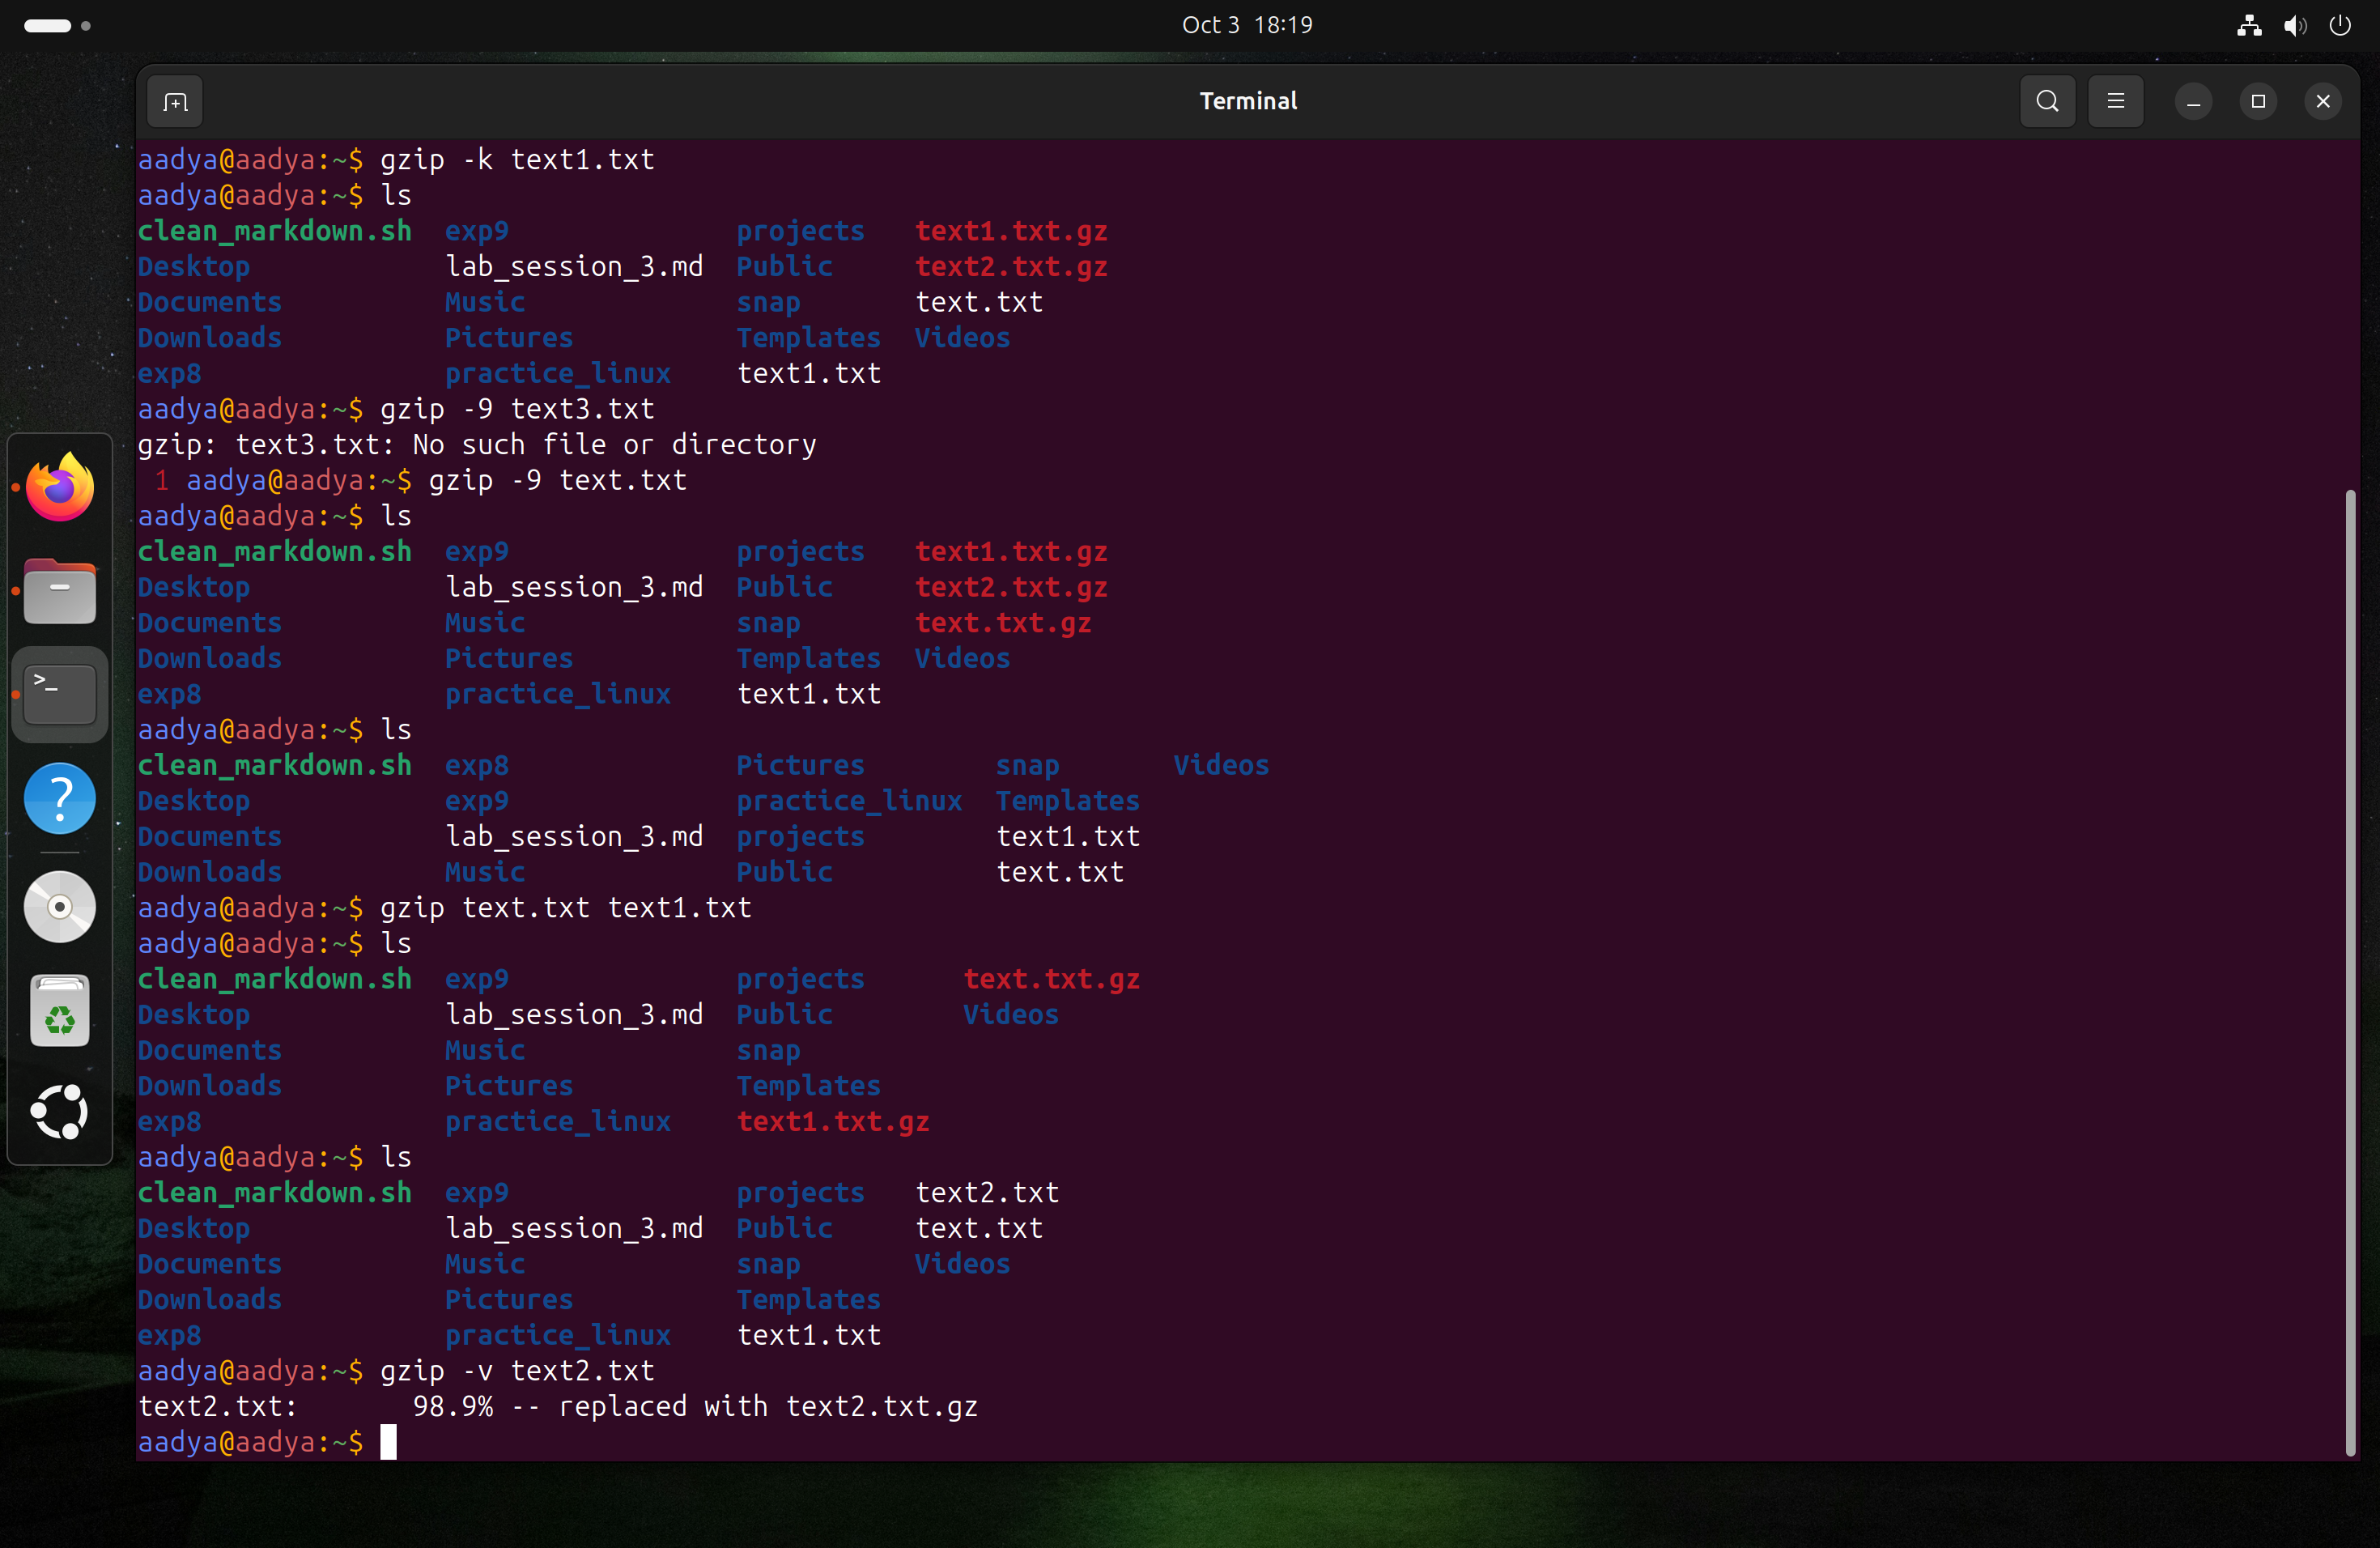 Oct 3 18:19
Terminal
aadya@aadya:~$ gzip -k text1.txt
aadya@aadya:~$ ls
clean_markdown.sh  exp9            projects   text1.txt.gz
Desktop            lab_session_3.md  Public     text2.txt.gz
Documents          Music           snap       text.txt
Downloads          Pictures        Templates  Videos
exp8               practice_linux  text1.txt
aadya@aadya:~$ gzip -9 text3.txt
gzip: text3.txt: No such file or directory
1 aadya@aadya:~$ gzip -9 text.txt
aadya@aadya:~$ ls
clean_markdown.sh  exp9            projects   text1.txt.gz
Desktop            lab_session_3.md  Public     text2.txt.gz
Documents          Music           snap       text.txt.gz
Downloads          Pictures        Templates  Videos
exp8               practice_linux  text1.txt
aadya@aadya:~$ ls
clean_markdown.sh  exp8            Pictures        snap       Videos
Desktop            exp9            practice_linux  Templates
Documents          lab_session_3.md  projects        text1.txt
Downloads          Music           Public          text.txt
aadya@aadya:~$ gzip text.txt text1.txt
aadya@aadya:~$ ls
clean_markdown.sh  exp9            projects      text.txt.gz
Desktop            lab_session_3.md  Public        Videos
Documents          Music           snap
Downloads          Pictures        Templates
exp8               practice_linux  text1.txt.gz
aadya@aadya:~$ ls
clean_markdown.sh  exp9            projects   text2.txt
Desktop            lab_session_3.md  Public     text.txt
Documents          Music           snap       Videos
Downloads          Pictures        Templates
exp8               practice_linux  text1.txt
aadya@aadya:~$ gzip -v text2.txt
text2.txt:       98.9% -- replaced with text2.txt.gz
aadya@aadya:~$